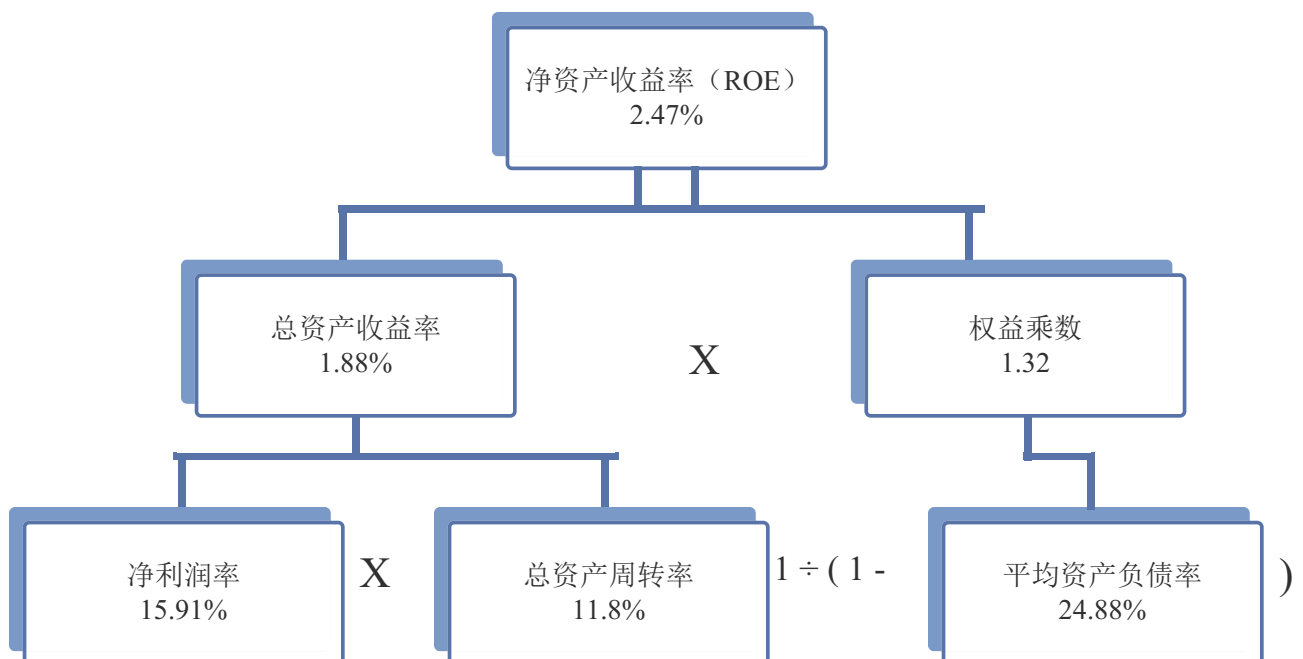 净资产收益率（ROE）
2.47%
总资产收益率
1.88%
X
权益乘数
1.32
净利润率
15.91%
X
总资产周转率
11.8%
1 ÷ ( 1 -
平均资产负债率
24.88%
)